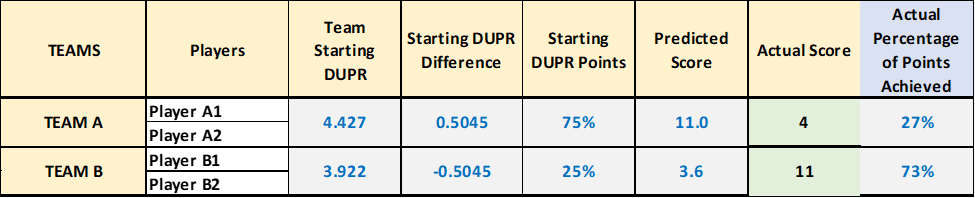 TEAMS Players Team Starting DUPR Starting DUPR Difference Starting DUPR Points Predicted Score Actual Score Actual Percentage of Points Achieved
TEAM A Player A1 4.427 0.5045 75% 11.0 4 27%
Player A2
TEAM B Player B1 3.922 -0.5045 25% 3.6 11 73%
Player B2